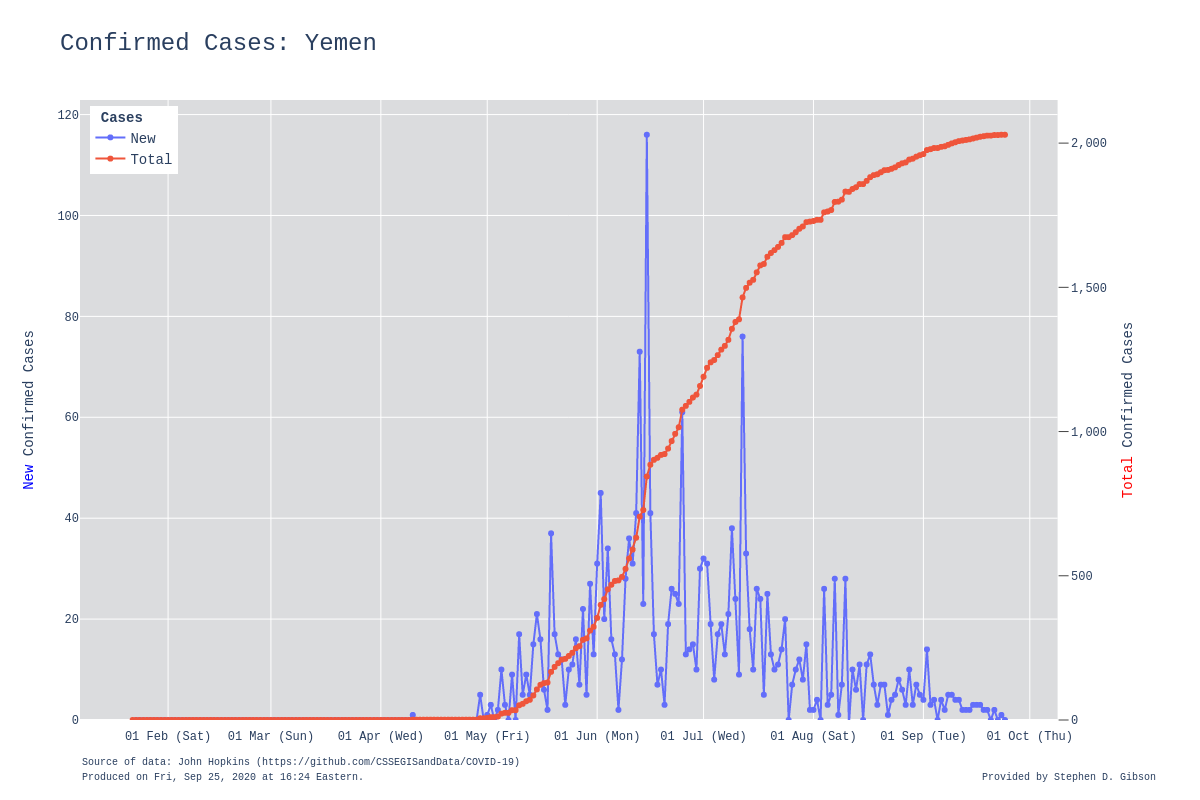 Confirmed Cases: Yemen
Cases
New
Total
120
100
80
60
40
20
0
2,000
1,500
1,000
500
0
New Confirmed Cases
Total Confirmed Cases
01 Feb (Sat)
01 Mar (Sun)
01 Apr (Wed)
01 May (Fri)
01 Jun (Mon)
01 Jul (Wed)
01 Aug (Sat)
01 Sep (Tue)
01 Oct (Thu)
Source of data: John Hopkins (https://github.com/CSSEGISandData/COVID-19)
Produced on Fri, Sep 25, 2020 at 16:24 Eastern.
Provided by Stephen D. Gibson